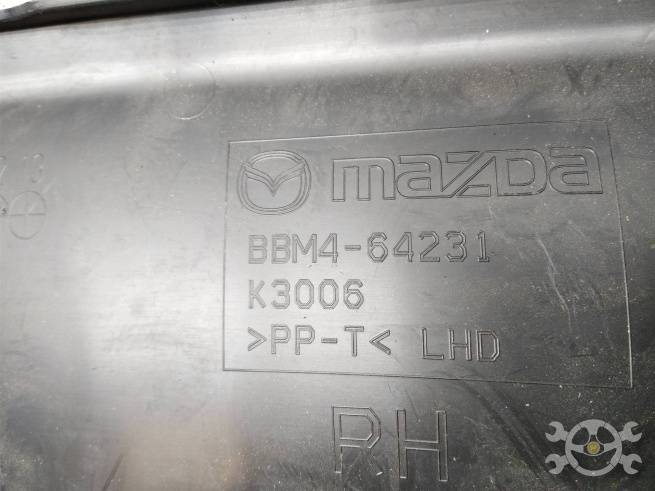 mazda
BBM4-64231
K3006
>PP-T< LHD
RH